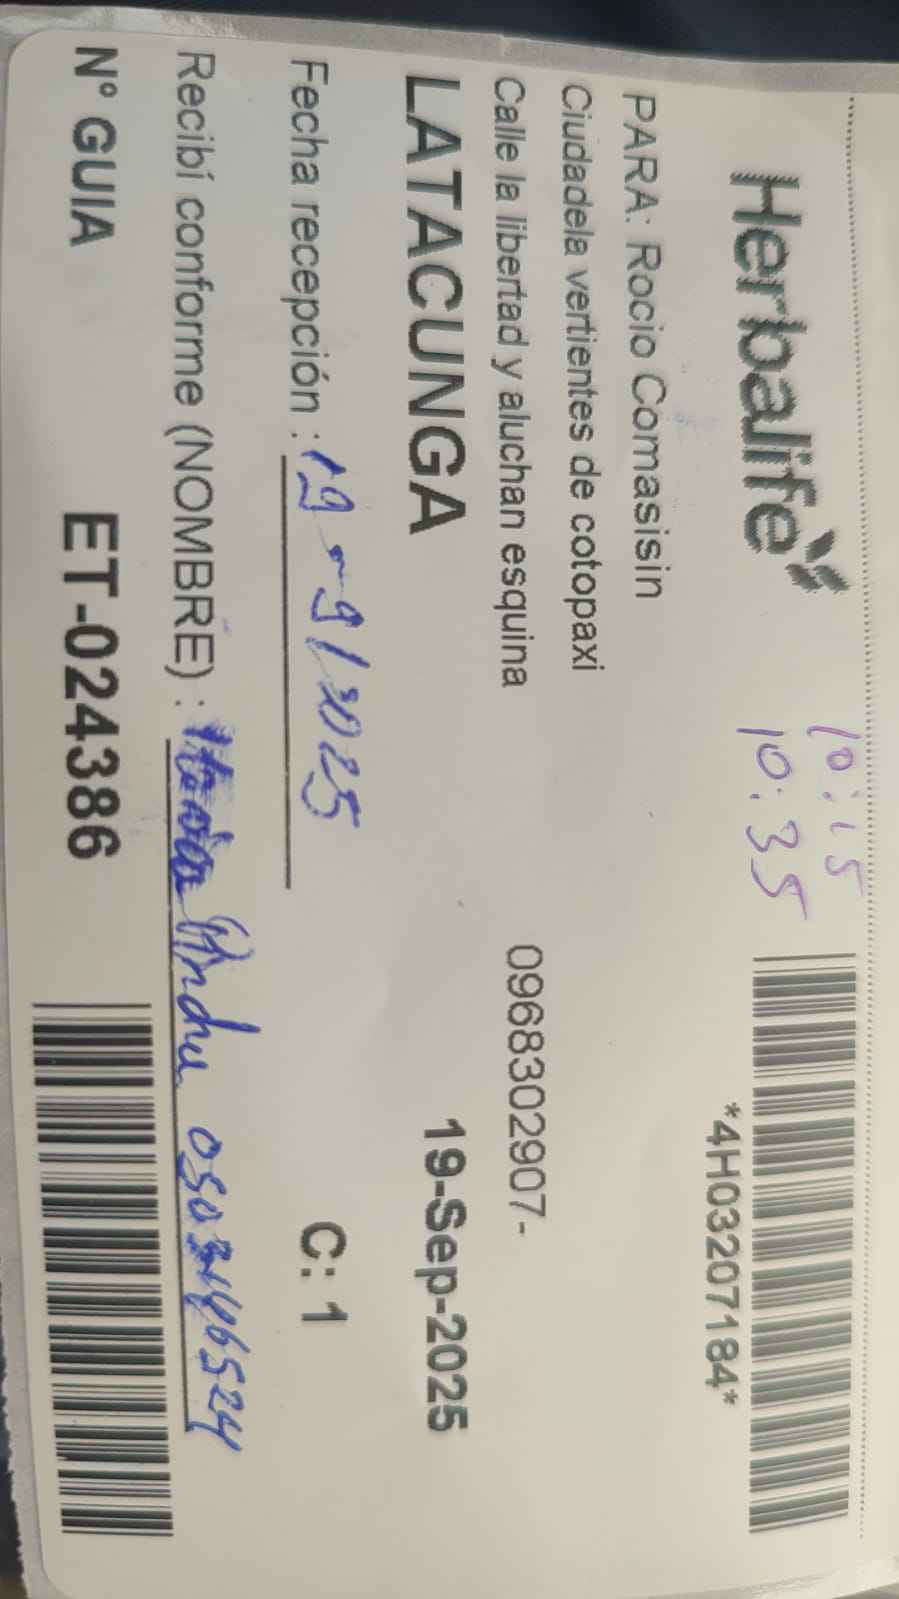 Herbalife
10:15
10:35
*4H03207184*
PARA: Rocio Comasisin
Ciudadela vertientes de cotopaxi
Calle la libertad y aluchan esquina
0968302907-
LATACUNGA
19-Sep-2025
Fecha recepción : 19-9/2025
C: 1
Recibí conforme (NOMBRE) :
N° GUIA
ET-024386